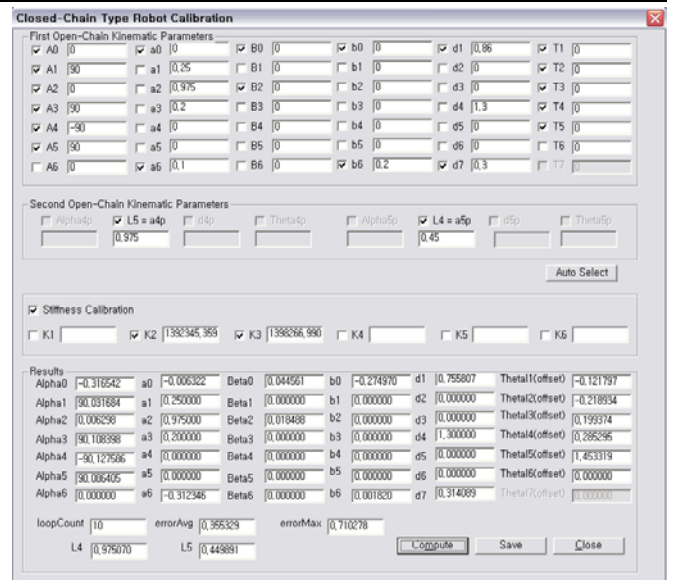 Closed-Chain Type Robot Calibration
First Open-Chain Kinematic Parameters
A0 0 a0 0 B0 0 b0 0 d1 0,86 T1 0
A1 90 a1 0,25 B1 0 b1 0 d2 0 T2 0
A2 0 a2 0,975 B2 0 b2 0 d3 0 T3 0
A3 90 a3 0,2 B3 0 b3 0 d4 1,3 T4 0
A4 -90 a4 0 B4 0 b4 0 d5 0 T5 0
A5 90 a5 0 B5 0 b5 0 d6 0 T6 0
A6 0 a6 0,1 B6 0 b6 0,2 d7 0,3 T7 0
Second Open-Chain Kinematic Parameters
Alpha4p L5 = a4p d4p Theta4p Alpha5p L4 = a5p d5p Theta5p
0,975 0,45
Auto Select
Stiffness Calibration
K1 K2 1392345,359 K3 1398266,990 K4 K5 K6
Results
Alpha0 -0,316542 a0 -0,006322 Beta0 0,044561 b0 -0,274970 d1 0,755807 Thetal1(offset) -0,121797
Alpha1 90,031684 a1 0,250000 Beta1 0,000000 b1 0,000000 d2 0,000000 Thetal2(offset) -0,218934
Alpha2 0,006298 a2 0,975000 Beta2 0,018488 b2 0,000000 d3 0,000000 Thetal3(offset) 0,199374
Alpha3 90,108398 a3 0,200000 Beta3 0,000000 b3 0,000000 d4 1,300000 Thetal4(offset) 0,285295
Alpha4 -90,127586 a4 0,000000 Beta4 0,000000 b4 0,000000 d5 0,000000 Thetal5(offset) 1,453319
Alpha5 90,086405 a5 0,000000 Beta5 0,000000 b5 0,000000 d6 0,000000 Thetal6(offset) 0,000000
Alpha6 0,000000 a6 -0,312346 Beta6 0,000000 b6 0,001820 d7 0,314089 Thetal7(offset) 0,000000
loopCount 10 errorAvg 0,355329 errorMax 0,710278
L4 0,975070 L5 0,449891 Compute Save Close